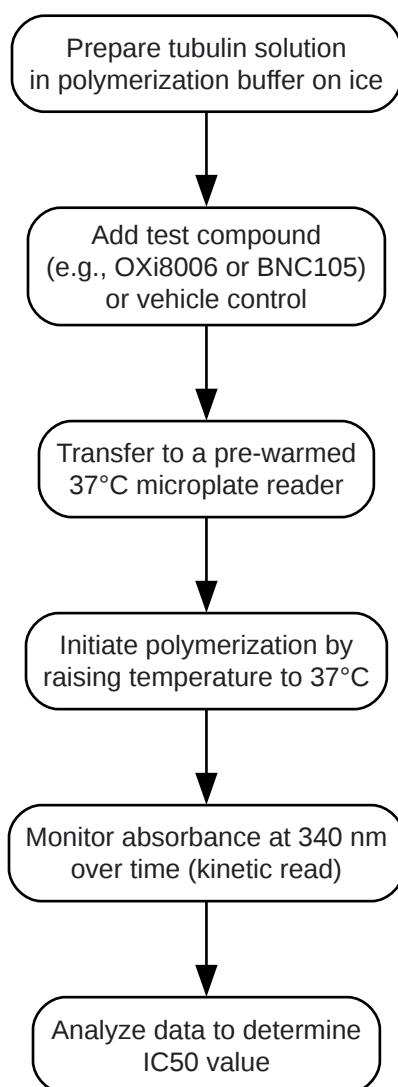 Prepare tubulin solution
in polymerization buffer on ice
Add test compound
(e.g., OXi8006 or BNC105)
or vehicle control
Transfer to a pre-warmed
37°C microplate reader
Initiate polymerization by
raising temperature to 37°C
Monitor absorbance at 340 nm
over time (kinetic read)
Analyze data to determine
IC50 value